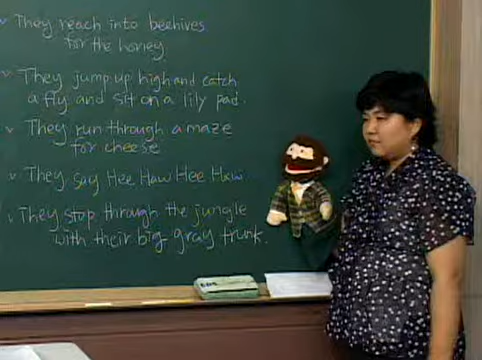 They reach into beehives
for the honey
They jump up high and catch
a fly and sit on a lily pad.
They run through a maze
for cheese
They say Hee Haw Hee Haw
They stop through the jungle
with their big gray trunk.